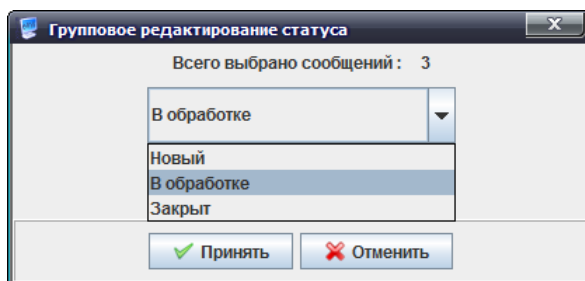 Групповое редактирование статуса
Всего выбрано сообщений : 3
В обработке
Новый
В обработке
Закрыт
Принять Отменить